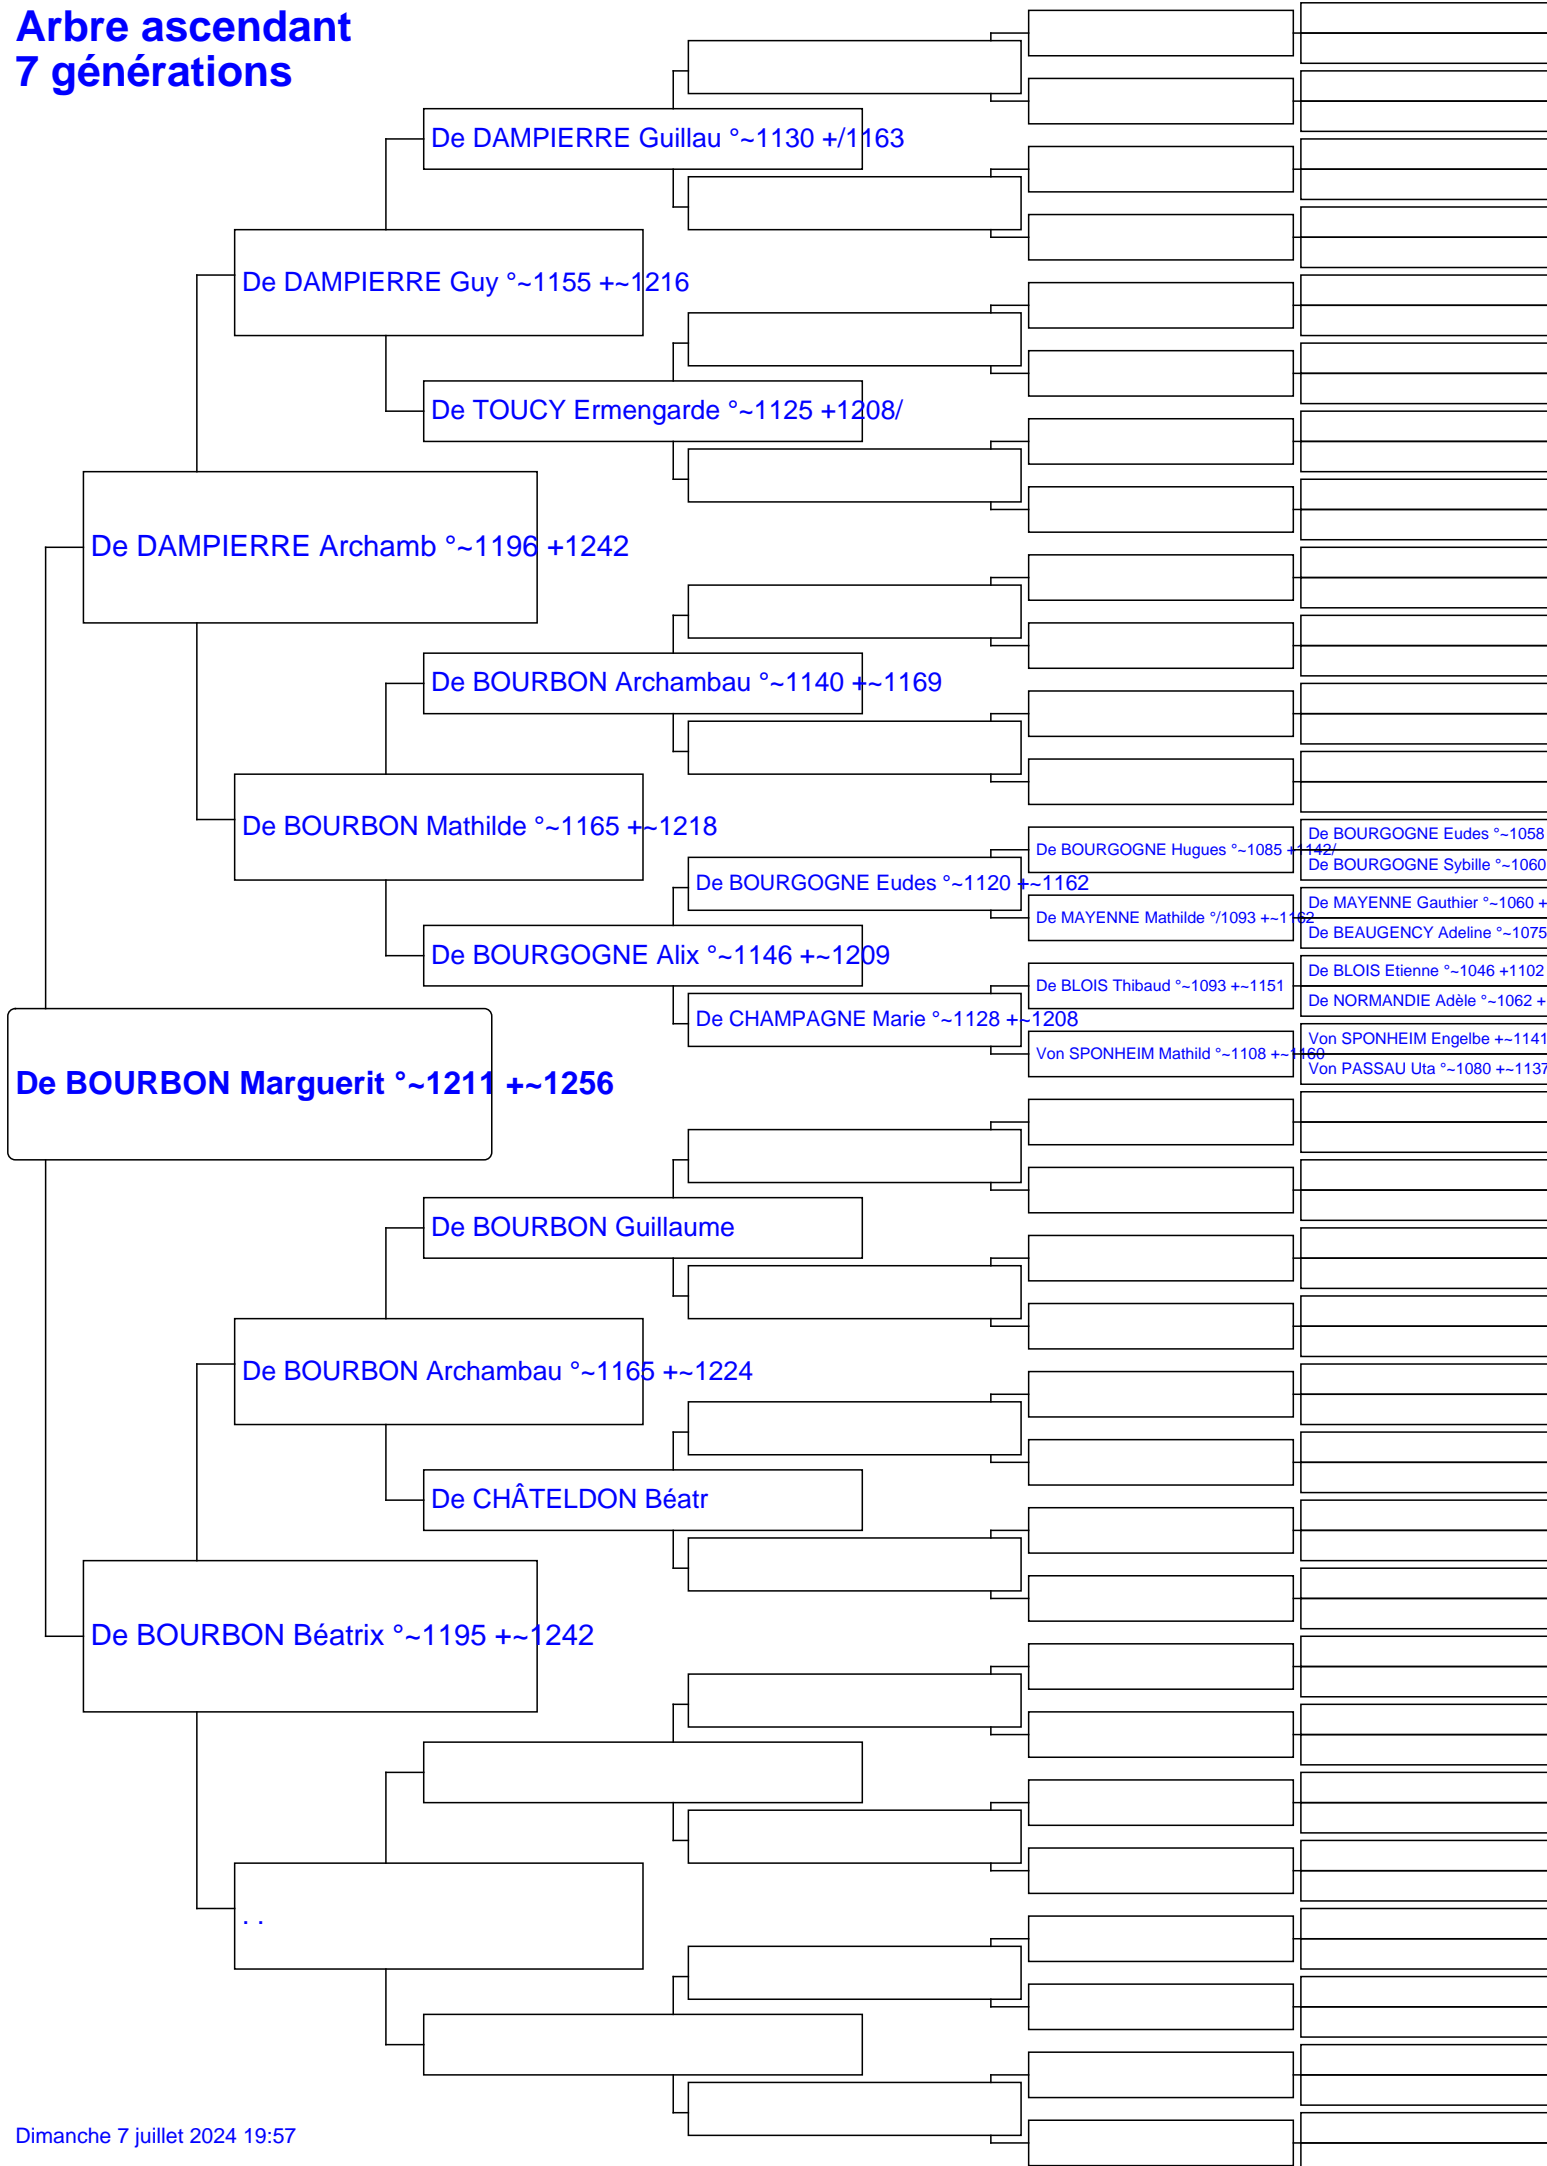 Arbre ascendant
7 générations
De DAMPIERRE Guillau °~1130 +/1163
De DAMPIERRE Guy °~1155 +~1216
De TOUCY Ermengarde °~1125 +1208/
De DAMPIERRE Archamb °~1196 +1242
De BOURBON Archambau °~1140 +~1169
De BOURBON Mathilde °~1165 +~1218
De BOURGOGNE Hugues °~1085 +1142/
De BOURGOGNE Eudes °~1058
De BOURGOGNE Sybille °~1060
De BOURGOGNE Eudes °~1120 +~1162
De MAYENNE Mathilde °/1093 +~1162
De MAYENNE Gauthier °~1060 +
De BEAUGENCY Adeline °~1075
De BOURGOGNE Alix °~1146 +~1209
De BLOIS Thibaud °~1093 +~1151
De BLOIS Etienne °~1046 +1102
De NORMANDIE Adèle °~1062 +
De CHAMPAGNE Marie °~1128 +~1208
Von SPONHEIM Mathild °~1108 +~1160
Von SPONHEIM Engelbe +~1141
Von PASSAU Uta °~1080 +~1137
De BOURBON Marguerit °~1211 +~1256
De BOURBON Guillaume
De BOURBON Archambau °~1165 +~1224
De CHÂTELDON Béatr
De BOURBON Béatrix °~1195 +~1242
. .
Dimanche 7 juillet 2024 19:57